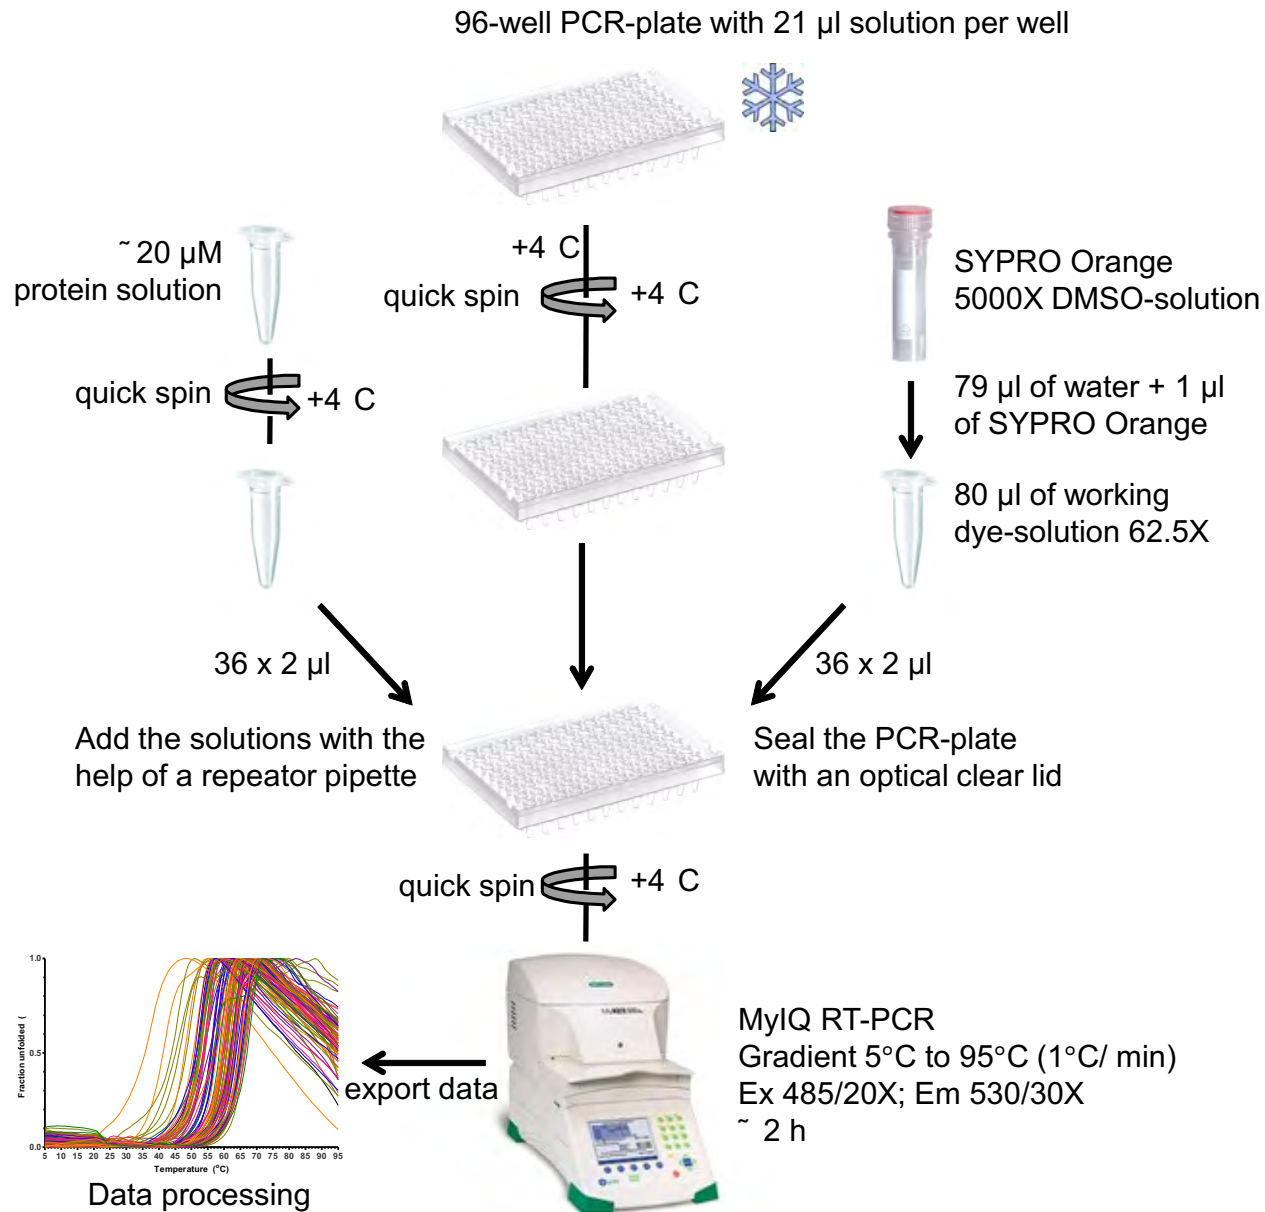 96-well PCR-plate with 21 µl solution per well
˜ 20 µM
protein solution
+4 C
quick spin
+4 C
SYPRO Orange
5000X DMSO-solution
quick spin
+4 C
79 µl of water + 1 µl
of SYPRO Orange
80 µl of working
dye-solution 62.5X
36 x 2 µl
36 x 2 µl
Add the solutions with the
help of a repeator pipette
Seal the PCR-plate
with an optical clear lid
quick spin
+4 C
MyIQ RT-PCR
Gradient 5°C to 95°C (1°C/ min)
Ex 485/20X; Em 530/30X
˜ 2 h
export data
Fraction unfolded (
1.0
0.5
0.0
5 10 15 20 25 30 35 40 45 50 55 60 65 70 75 80 85 90 95
Temperature (°C)
Data processing